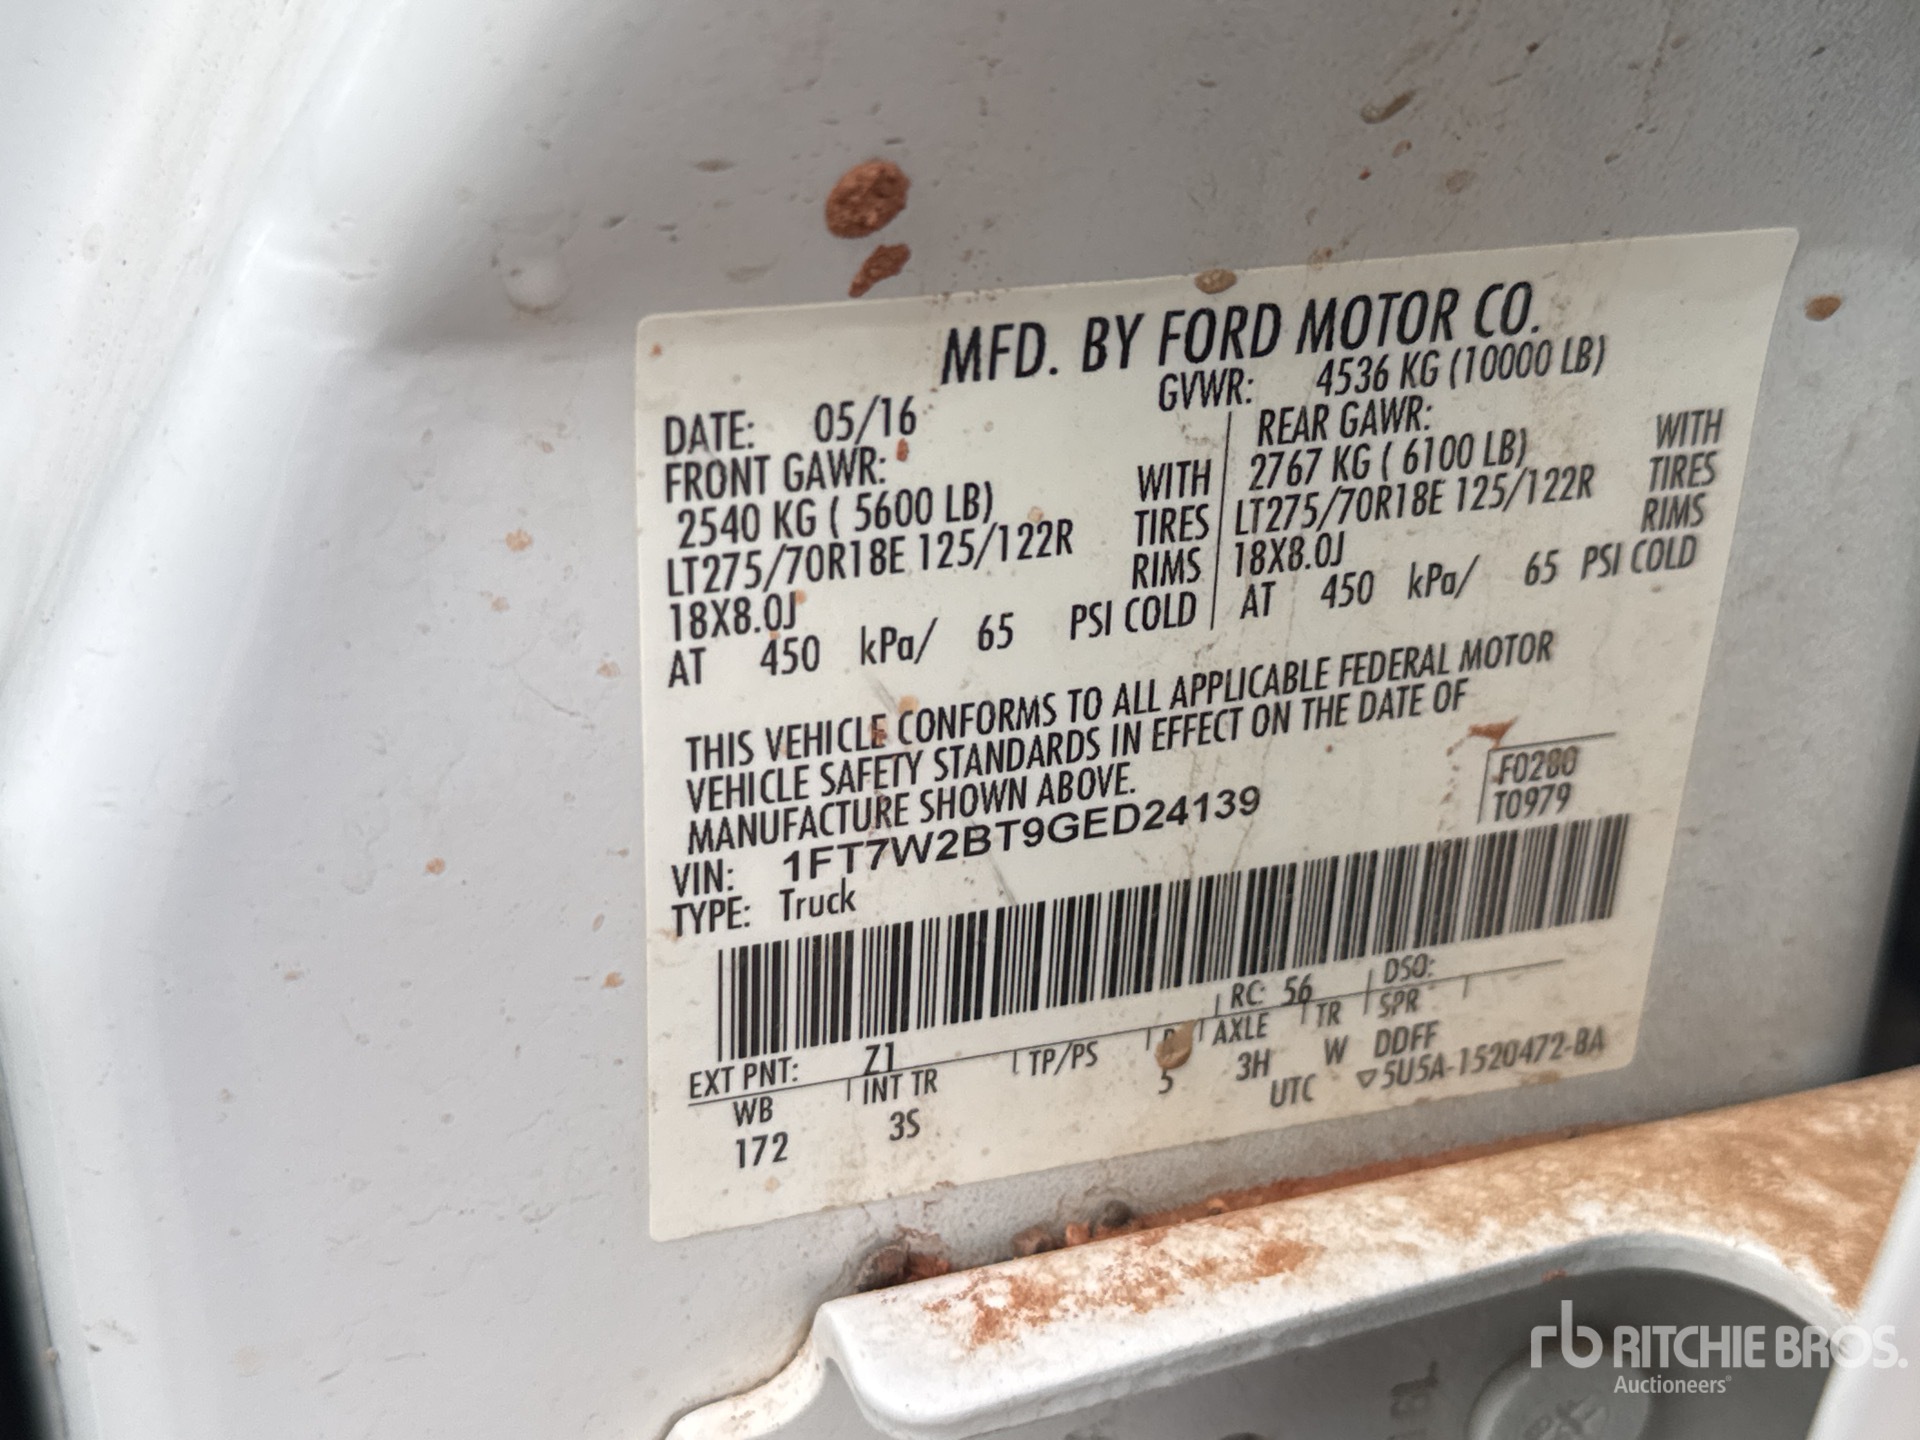 MFD. BY FORD MOTOR CO.
DATE: 05/16 GVWR: 4536 KG (10000 LB)
FRONT GAWR: REAR GAWR:
2540 KG ( 5600 LB) WITH 2767 KG ( 6100 LB) WITH
LT275/70R18E 125/122R TIRES LT275/70R18E 125/122R TIRES
18X8.0J RIMS 18X8.0J RIMS
AT 450 kPa/ 65 PSI COLD AT 450 kPa/ 65 PSI COLD
THIS VEHICLE CONFORMS TO ALL APPLICABLE FEDERAL MOTOR
VEHICLE SAFETY STANDARDS IN EFFECT ON THE DATE OF
MANUFACTURE SHOWN ABOVE.
F0280
T0979
VIN: 1FT7W2BT9GED24139
TYPE: Truck
EXT PNT: Z1 RC: 56 DSO:
WB INT TR TP/PS R AXLE TR SPR
172 3S 5 3H W DDFF
UTC ▽5U5A-1520472-BA
rb RITCHIE BROS.
Auctioneers®